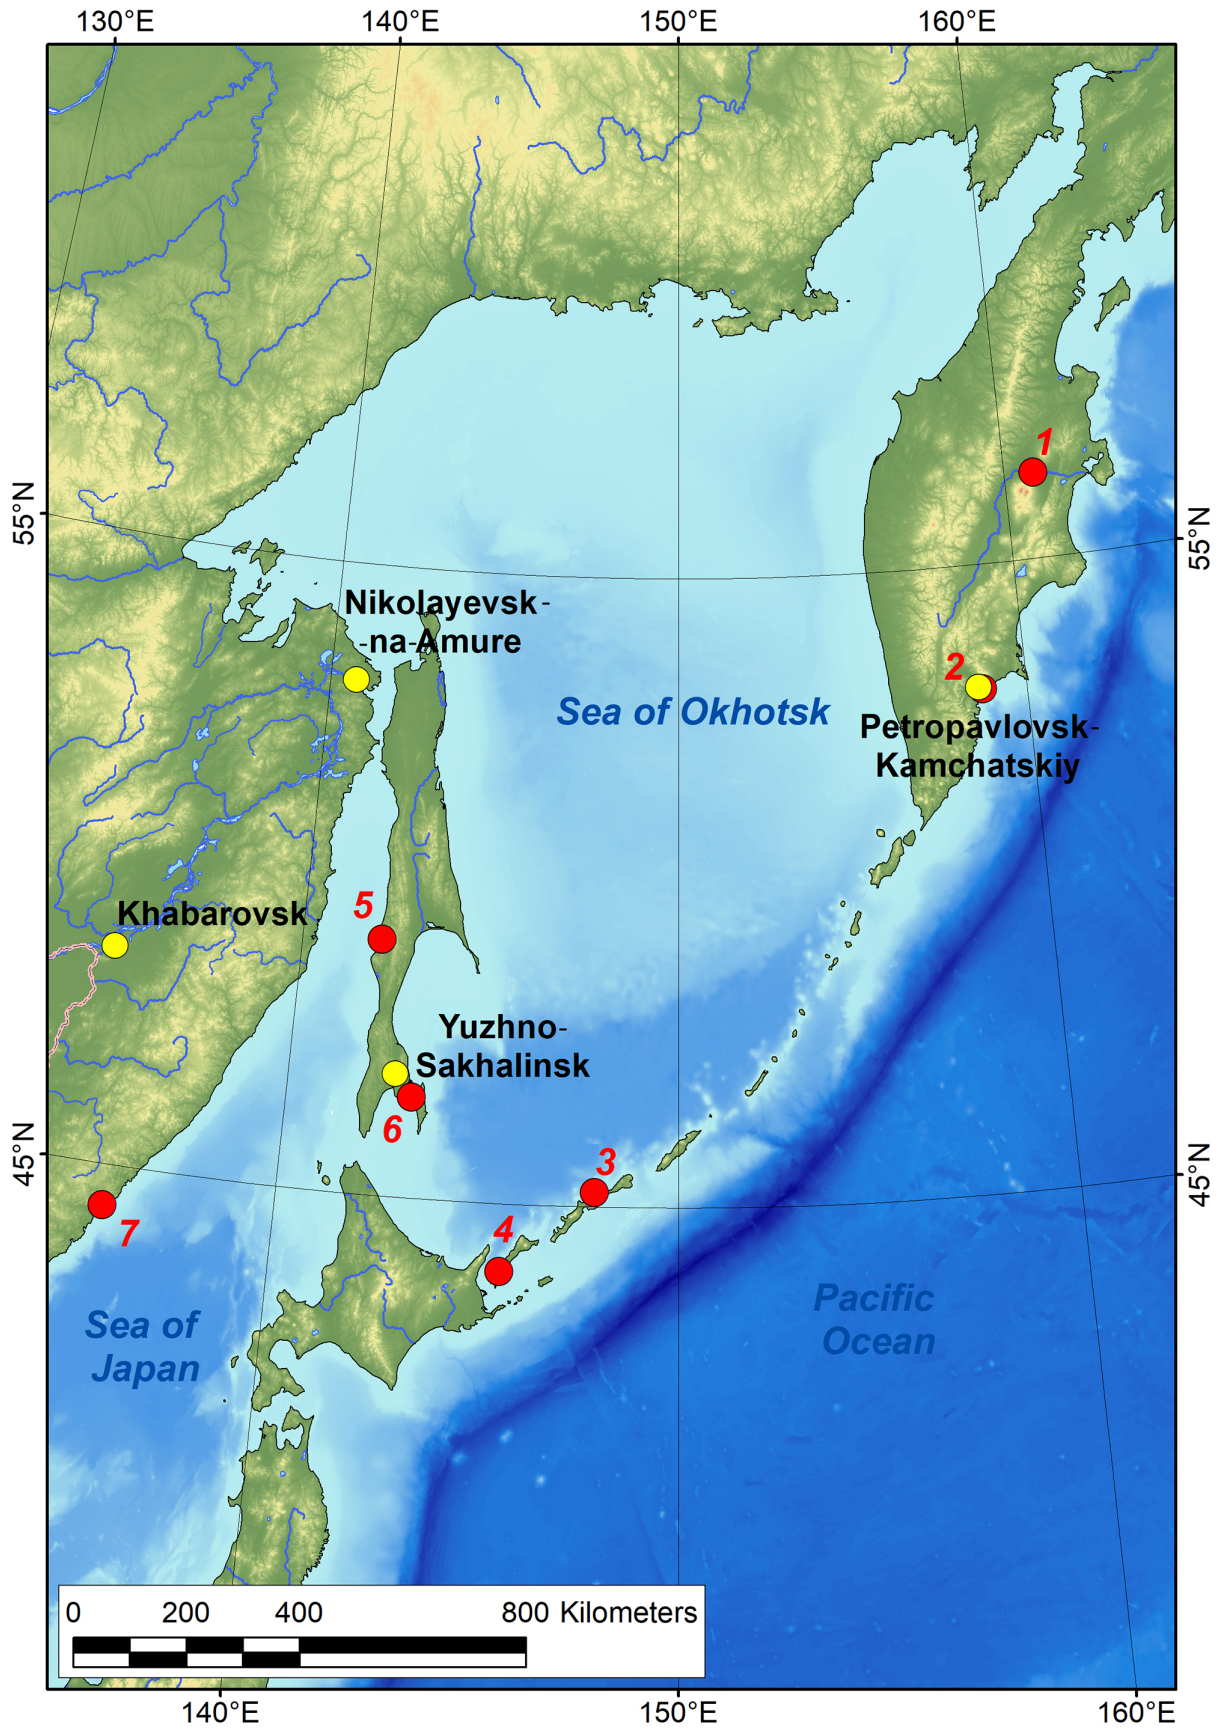 130°E 140°E 150°E 160°E
1
55°N
55°N
Nikolayevsk-
-na-Amure
2
Sea of Okhotsk
Petropavlovsk-
Kamchatskiy
5
Khabarovsk
Yuzhno-
Sakhalinsk
6
45°N
45°N
3
7
4
Pacific
Ocean
Sea of
Japan
0 200 400 800 Kilometers
140°E 150°E 160°E